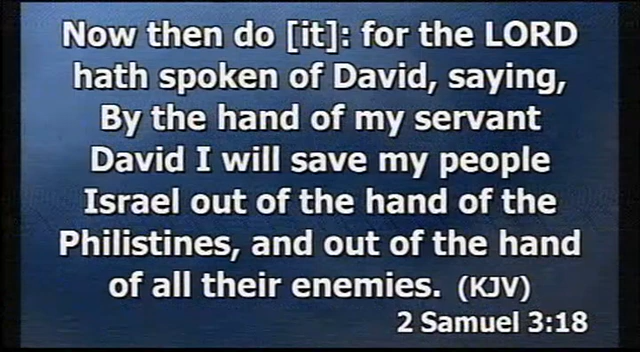 Now then do [it]: for the LORD
hath spoken of David, saying,
By the hand of my servant
David I will save my people
Israel out of the hand of the
Philistines, and out of the hand
of all their enemies. (KJV)
2 Samuel 3:18